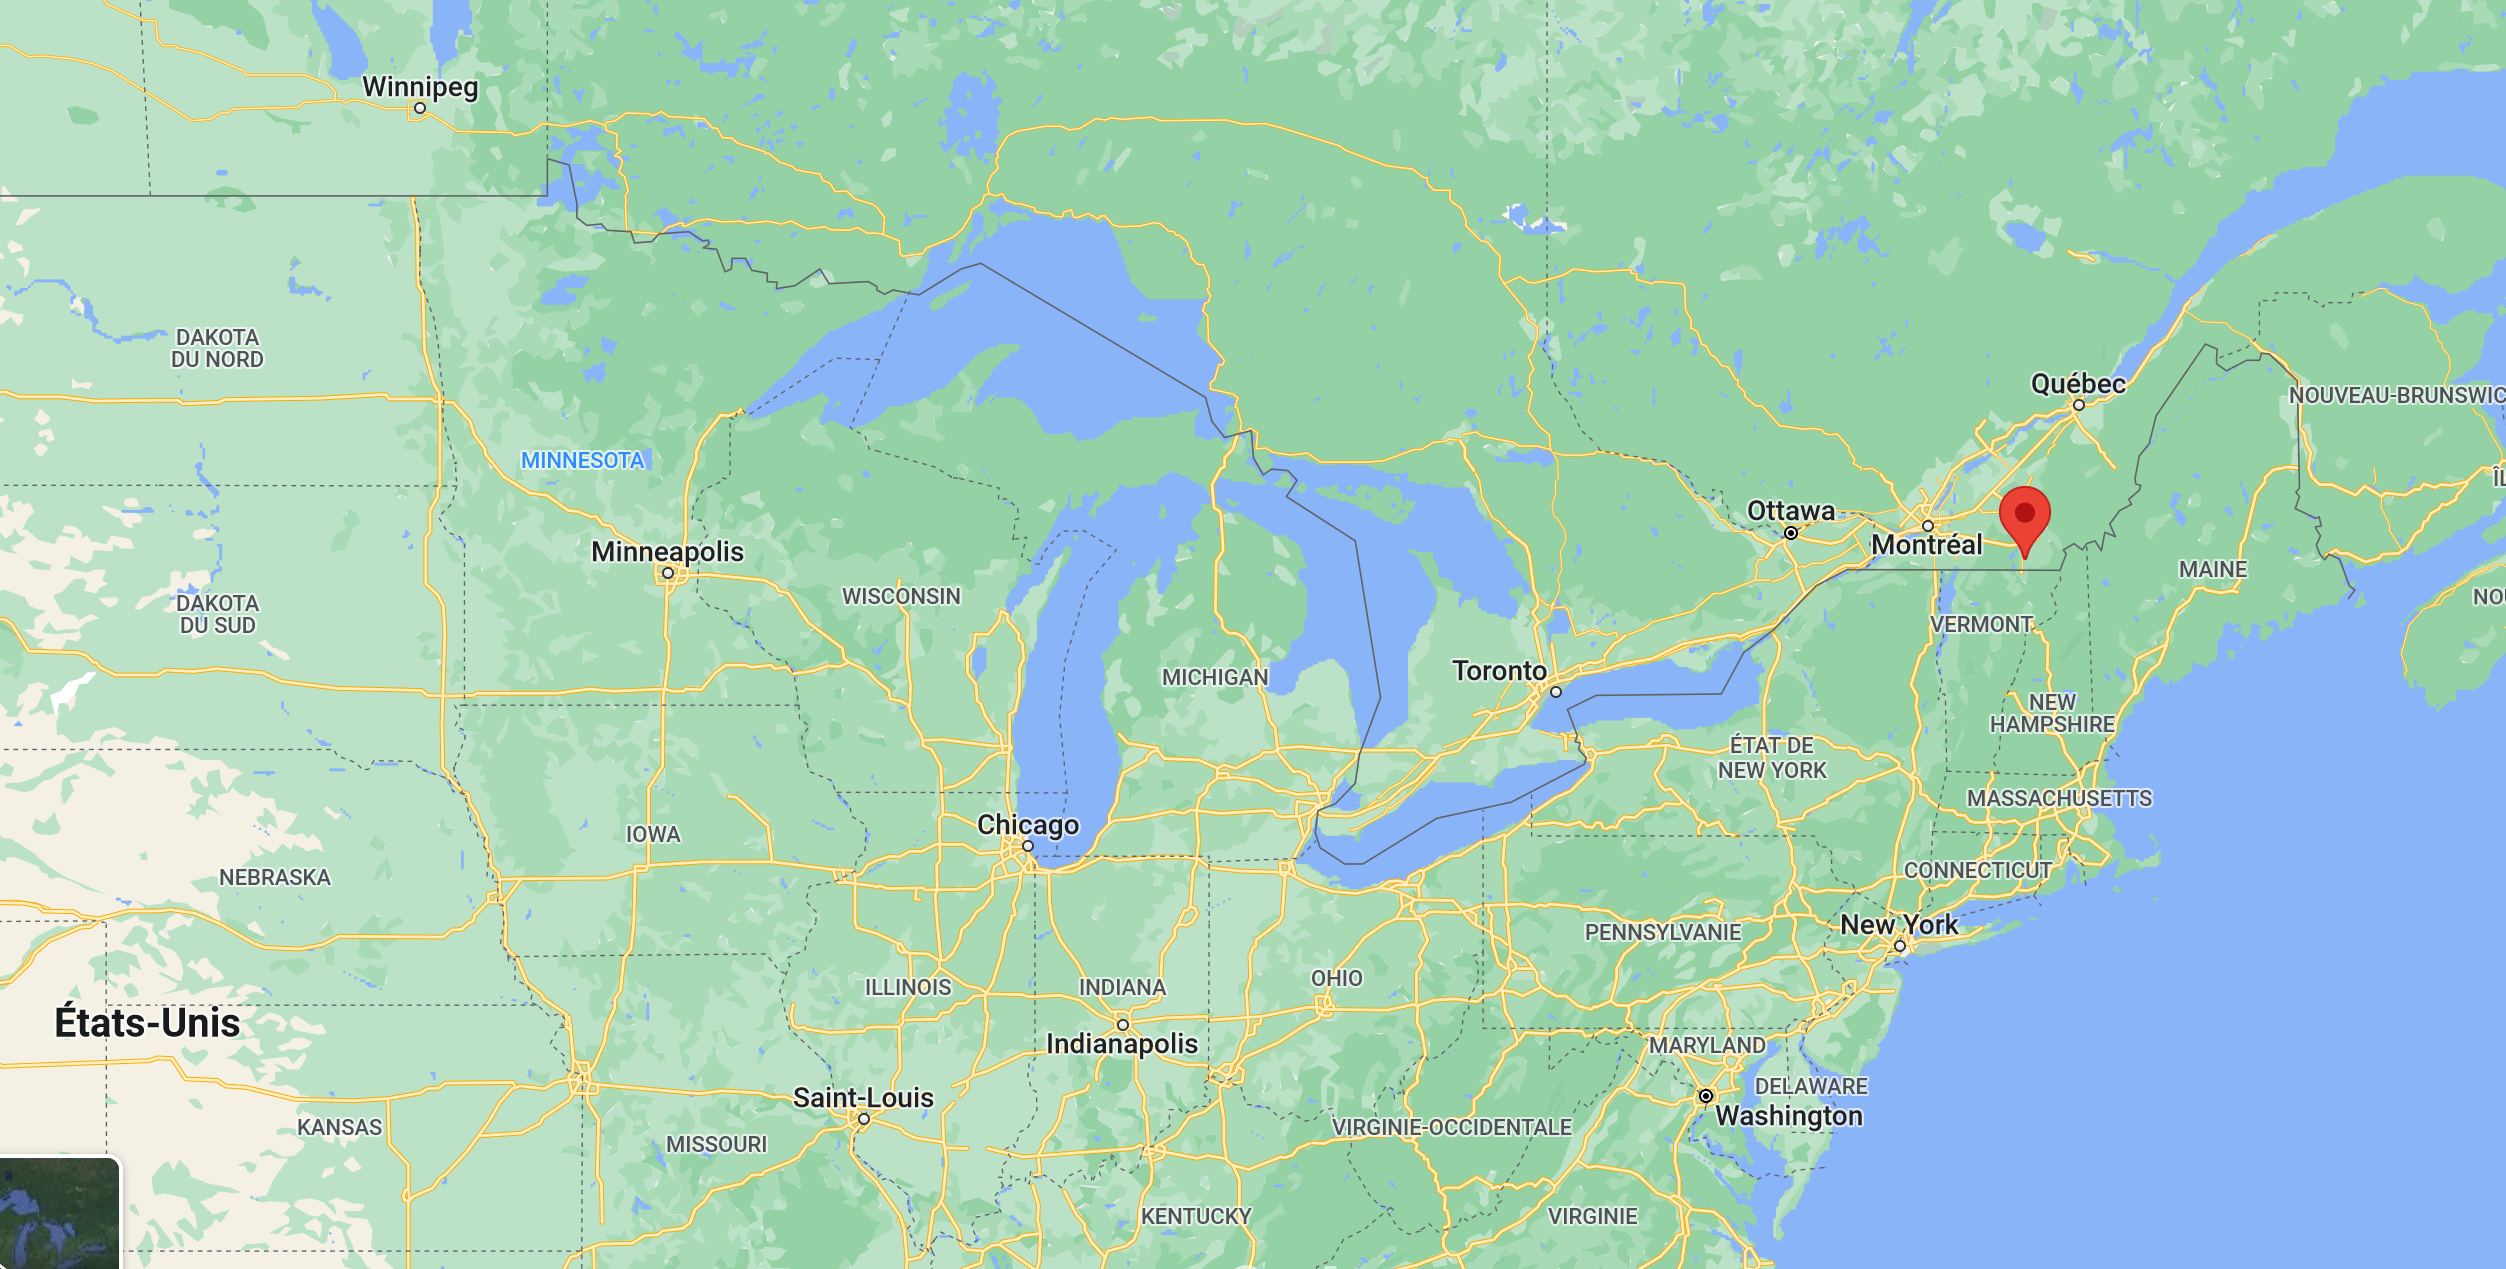 Winnipeg
DAKOTA
DU NORD
Québec
NOUVEAU-BRUNSWIC
MINNESOTA
ÎL
Ottawa
Montréal
Minneapolis
MAINE
WISCONSIN
NOU
DAKOTA
DU SUD
VERMONT
Toronto
MICHIGAN
NEW
HAMPSHIRE
ÉTAT DE
NEW YORK
MASSACHUSETTS
Chicago
IOWA
NEBRASKA
CONNECTICUT
New York
PENNSYLVANIE
OHIO
ILLINOIS
INDIANA
États-Unis
Indianapolis
MARYLAND
DELAWARE
Saint-Louis
Washington
KANSAS
VIRGINIE-OCCIDENTALE
MISSOURI
KENTUCKY
VIRGINIE